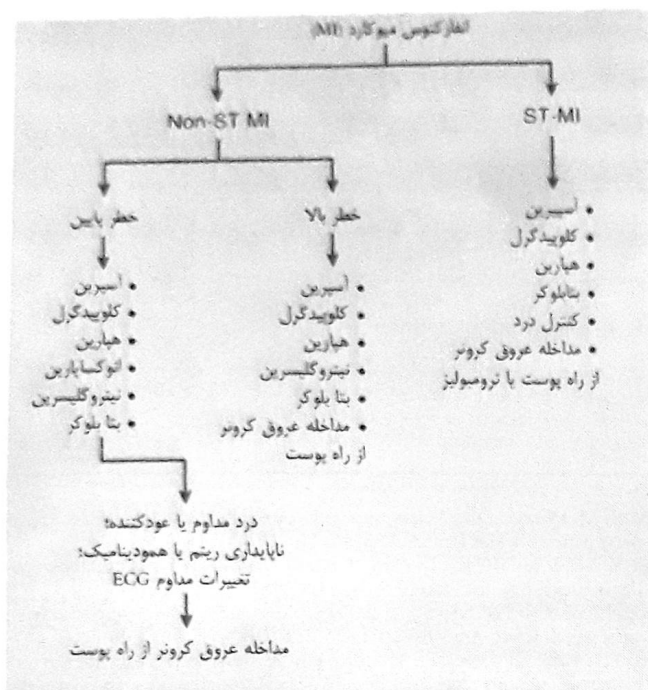 انفارکتوس میوکارد (MI)
ST-MI
Non-ST MI
• آسپرین
• کلوپیدگرل
• هپارین
• بتابلوکر
• کنترل درد
• مداخله عروق کرونر
از راه پوست یا ترومبولیز
خطر بالا
• آسپرین
• کلوپیدگرل
• هپارین
• نیتروگلیسرین
• بتا بلوکر
• مداخله عروق کرونر
از راه پوست
خطر پایین
• آسپرین
• کلوپیدگرل
• هپارین
• انوکساپارین
• نیتروگلیسرین
• بتا بلوکر
درد مداوم یا عودکننده؛
ناپایداری ریتم یا همودینامیک؛
تغییرات مداوم ECG
مداخله عروق کرونر از راه پوست